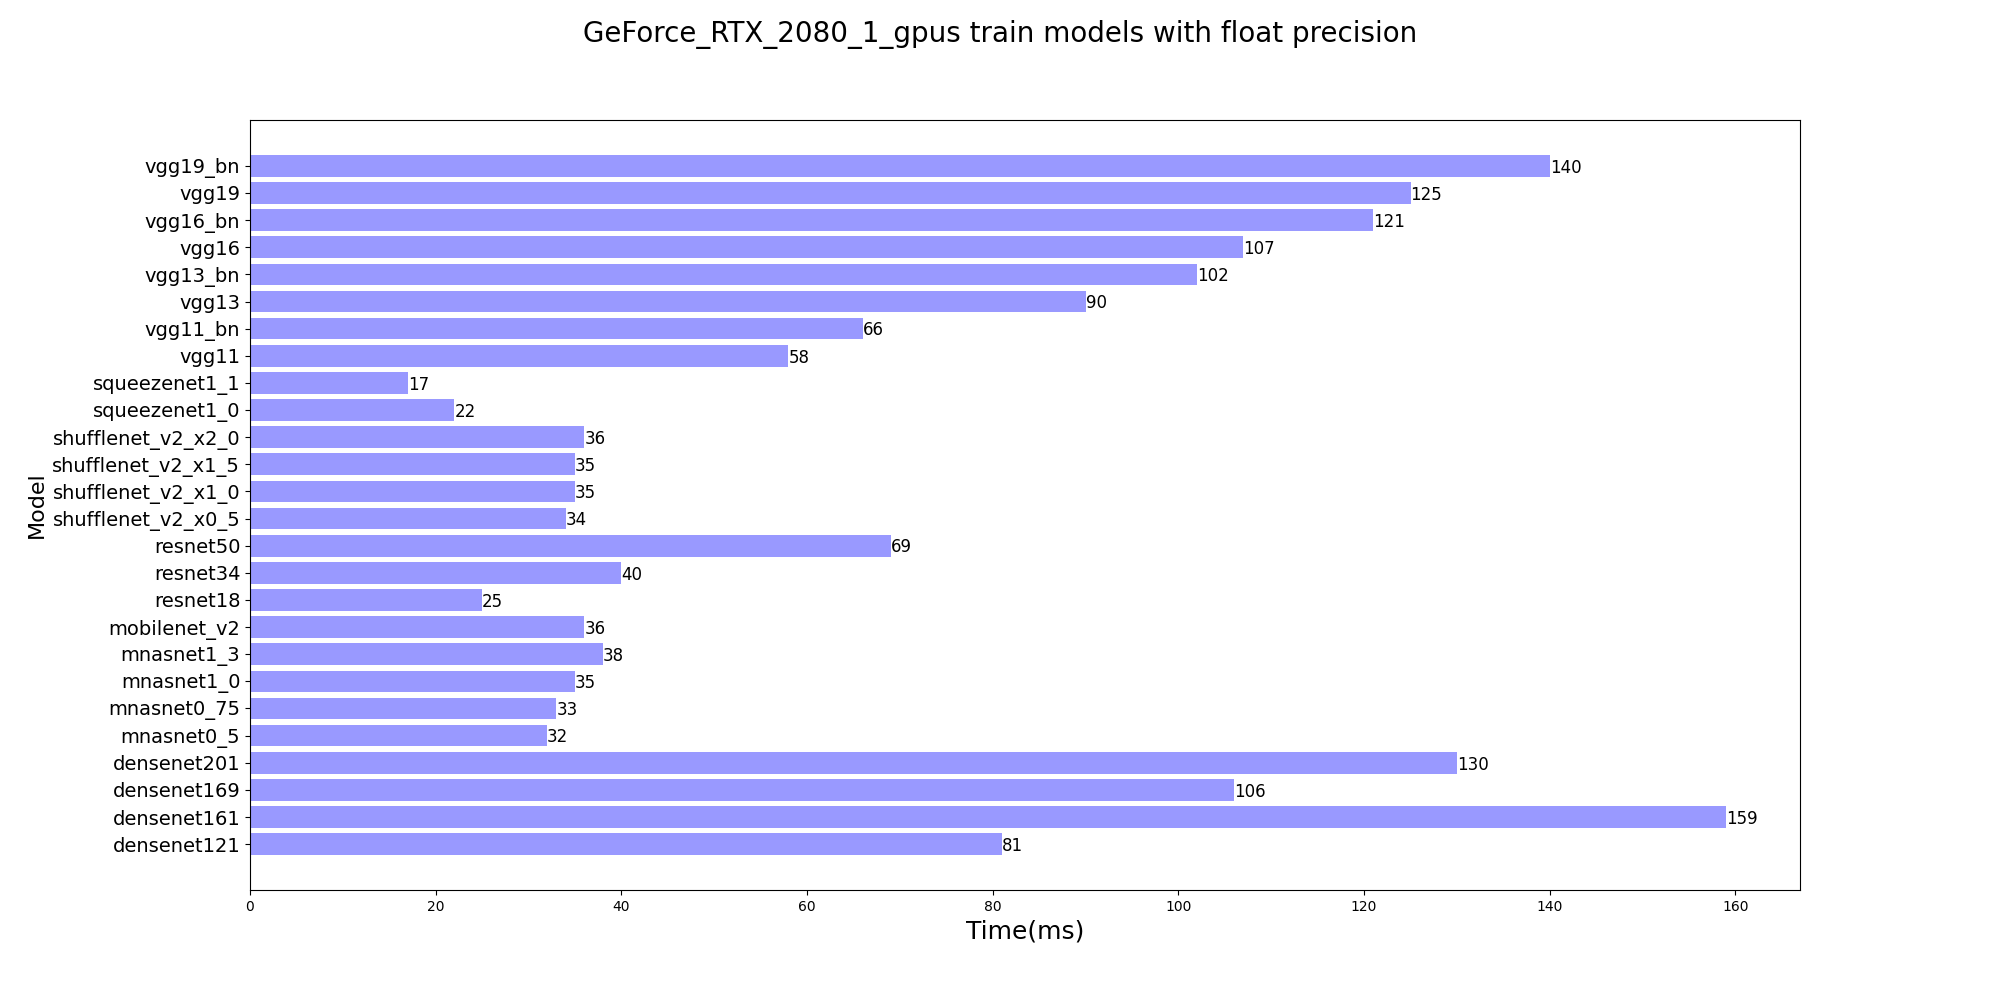 GeForce_RTX_2080_1_gpus train models with float precision
vgg19_bn 140
vgg19 125
vgg16_bn 121
vgg16 107
vgg13_bn 102
vgg13 90
vgg11_bn 66
vgg11 58
squeezenet1_1 17
squeezenet1_0 22
shufflenet_v2_x2_0 36
shufflenet_v2_x1_5 35
shufflenet_v2_x1_0 35
shufflenet_v2_x0_5 34
resnet50 69
resnet34 40
resnet18 25
mobilenet_v2 36
mnasnet1_3 38
mnasnet1_0 35
mnasnet0_75 33
mnasnet0_5 32
densenet201 130
densenet169 106
densenet161 159
densenet121 81
Model
0 20 40 60 80 100 120 140 160
Time(ms)